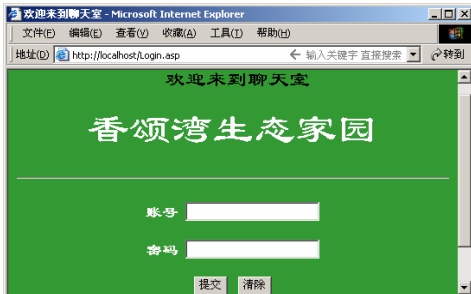 欢迎来到聊天室 - Microsoft Internet Explorer
文件(F) 编辑(E) 查看(V) 收藏(A) 工具(T) 帮助(H)
地址(D) http://localhost/Login.asp 输入关键字 直接搜索 转到
欢迎来到聊天室
香颂湾生态家园
账号
密码
提交 清除